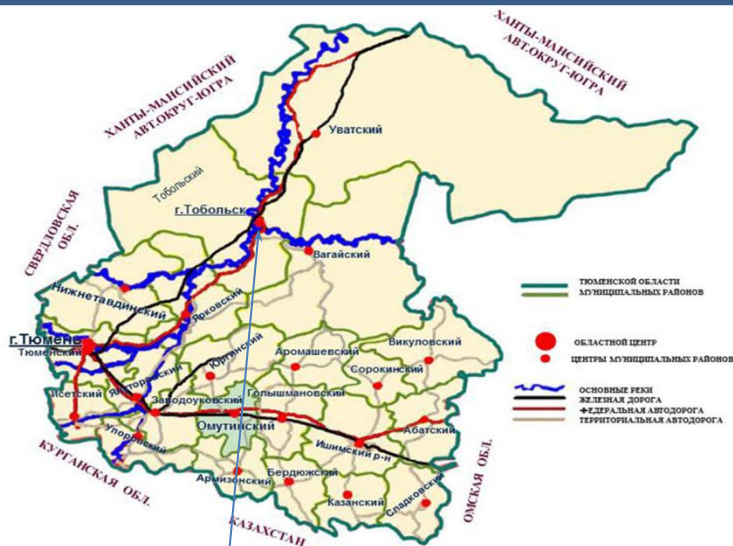 ХАНТЫ-МАНСИЙСКИЙ
АВТ.ОКРУГ-ЮГРА
ХАНТЫ-МАНСИЙСКИЙ
АВТ.ОКРУГ-ЮГРА
Уватский
Тобольский
г.Тобольск
СВЕРДЛОВСКАЯ
ОБЛ.
Вагайский
Нижнетавдинский
Ярковский
г.Тюмень
Тюменский
Юргинский
Аромашевский
Викуловский
Сорокинский
Исетский
Ялуторовский
Заводоуковский
Голышмановский
Омутинский
Упоровский
Абатский
Ишимский р-н
Армизонский
Бердюжский
Казанский
Сладковский
КУРГАНСКАЯ ОБЛ.
КАЗАХСТАН
ОМСКАЯ ОБЛ.
ТЮМЕНСКОЙ ОБЛАСТИ
МУНИЦИПАЛЬНЫХ РАЙОНОВ
ОБЛАСТНОЙ ЦЕНТР
ЦЕНТРЫ МУНИЦИПАЛЬНЫХ РАЙОНОВ
ОСНОВНЫЕ РЕКИ
ЖЕЛЕЗНАЯ ДОРОГА
ФЕДЕРАЛЬНАЯ АВТОДОРОГА
ТЕРРИТОРИАЛЬНАЯ АВТОДОРОГА